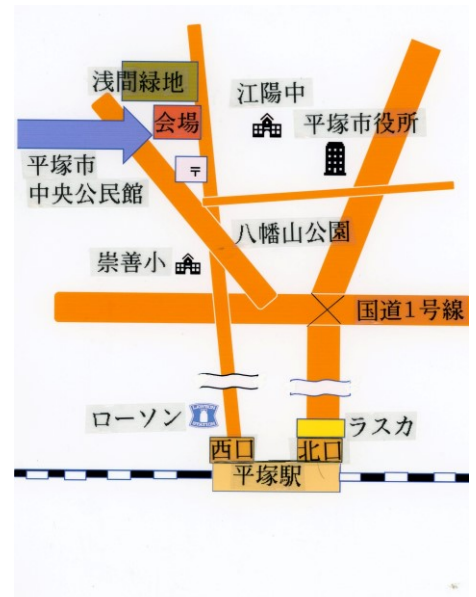 浅間緑地
会場
江陽中
平塚市役所
〒
平塚市
中央公民館
八幡山公園
崇善小
国道1号線
ローソン
LAWSON
STATION
ラスカ
西口
北口
平塚駅